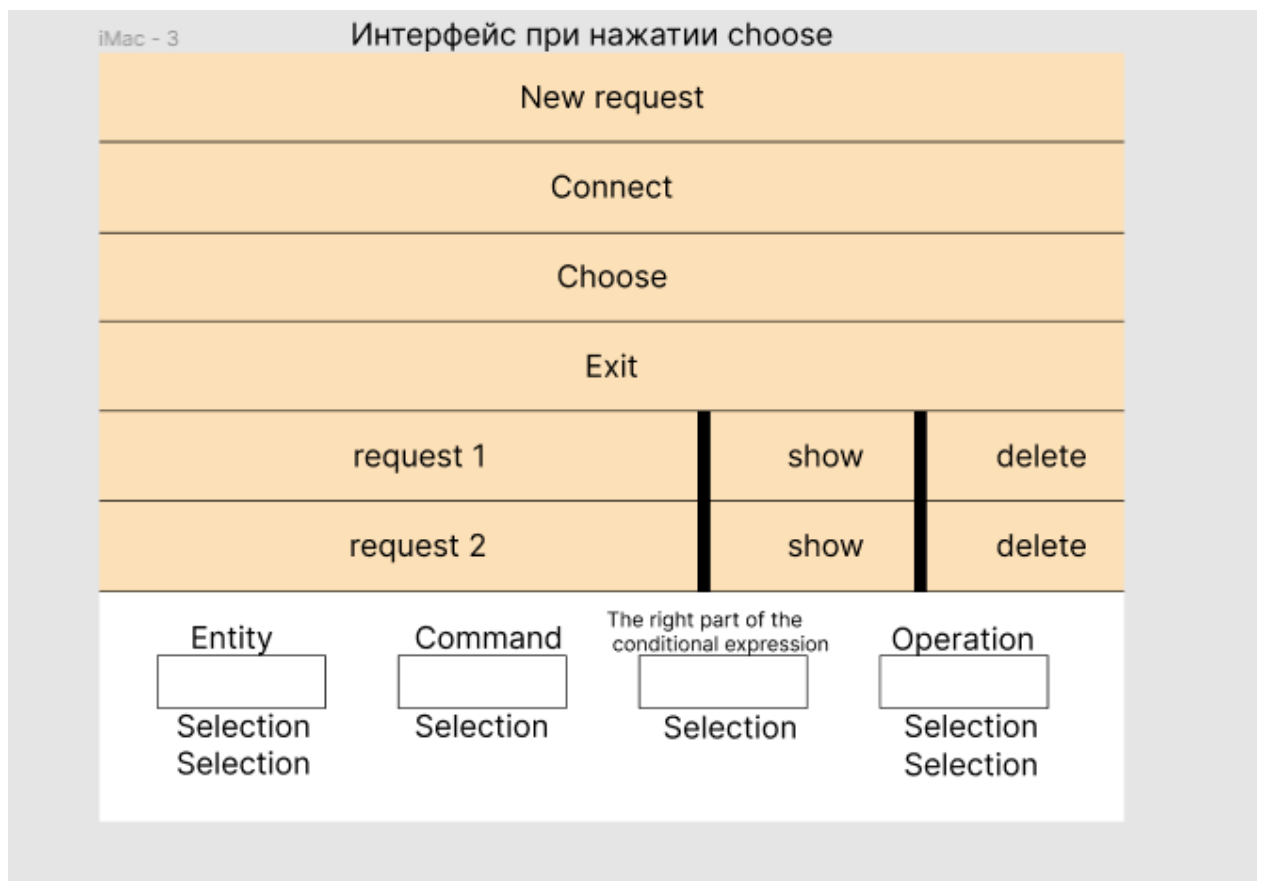 iMac - 3
Интерфейс при нажатии choose
New request
Connect
Choose
Exit
request 1 show delete
request 2 show delete
Entity
Command
The right part of the
conditional expression
Operation
Selection Selection Selection Selection
Selection Selection